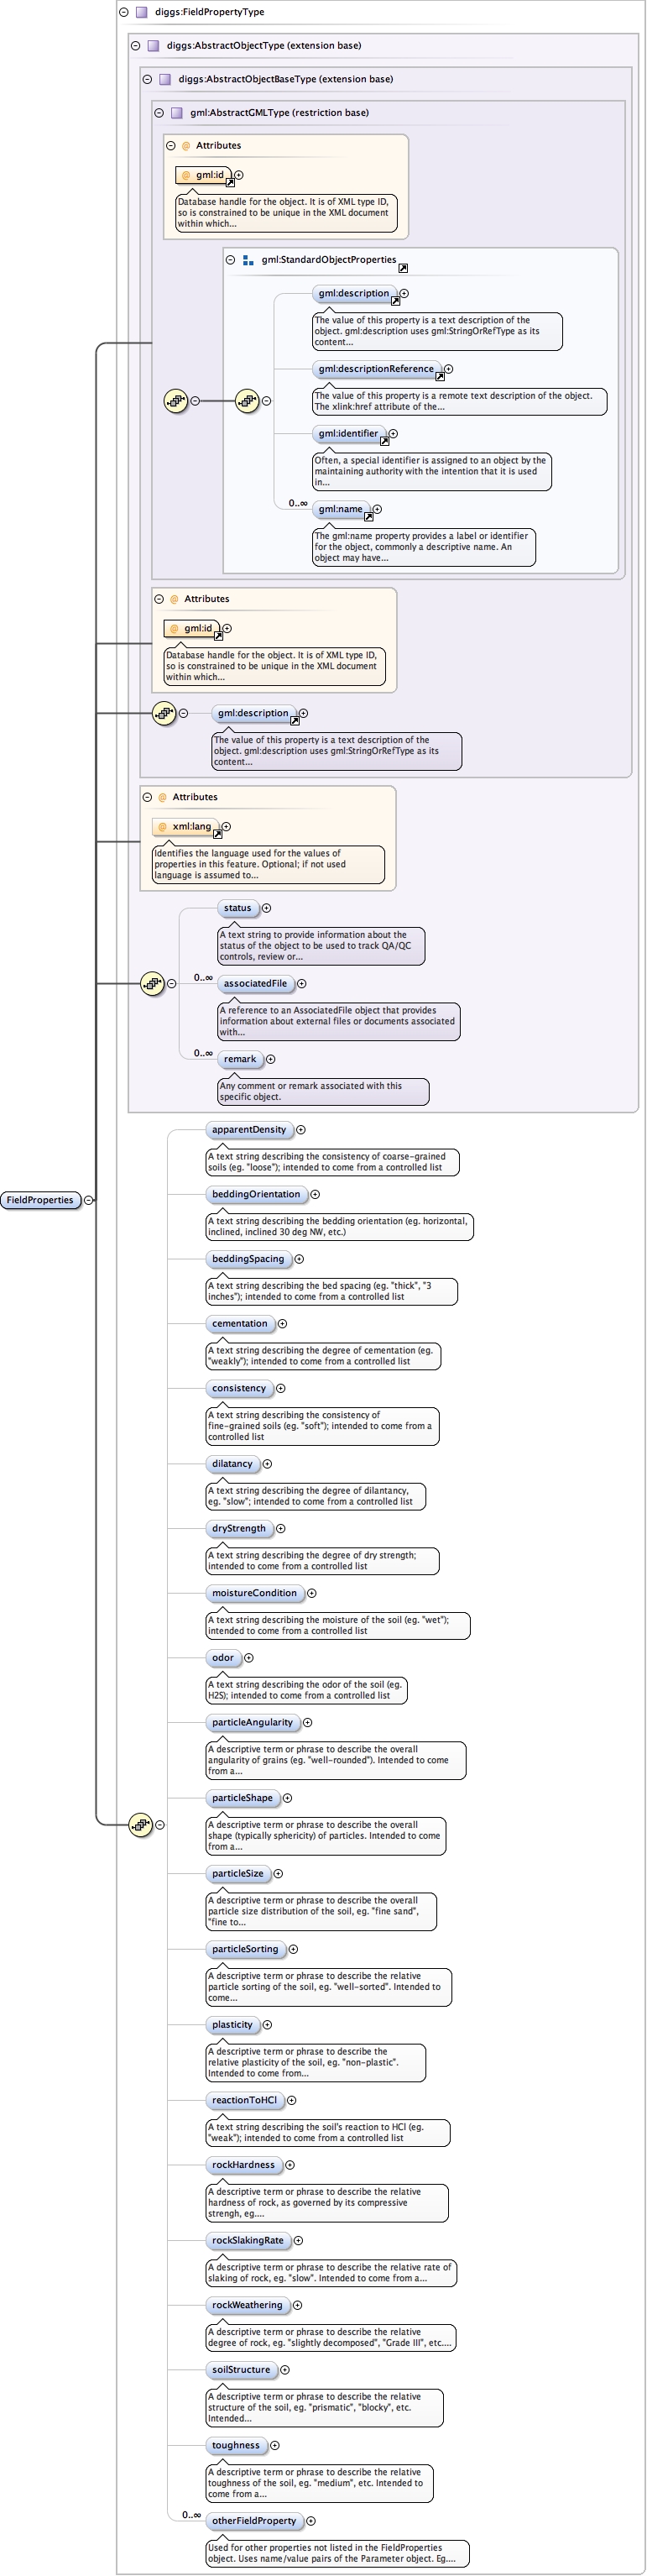 diggs:FieldPropertyType
diggs:AbstractObjectType (extension base)
diggs:AbstractObjectBaseType (extension base)
gml:AbstractGMLType (restriction base)
@ Attributes
@ gml:id
Database handle for the object. It is of XML type ID,
so is constrained to be unique in the XML document
within which...
gml:StandardObjectProperties
gml:description
The value of this property is a text description of the
object. gml:description uses gml:StringOrRefType as its
content...
gml:descriptionReference
The value of this property is a remote text description of the object.
The xlink:href attribute of the...
gml:identifier
Often, a special identifier is assigned to an object by the
maintaining authority with the intention that it is used
in...
0..∞
gml:name
The gml:name property provides a label or identifier
for the object, commonly a descriptive name. An
object may have...
@ Attributes
@ gml:id
Database handle for the object. It is of XML type ID,
so is constrained to be unique in the XML document
within which...
gml:description
The value of this property is a text description of the
object. gml:description uses gml:StringOrRefType as its
content...
@ Attributes
@ xml:lang
Identifies the language used for the values of
properties in this feature. Optional; if not used
language is assumed to...
status
A text string to provide information about the
status of the object to be used to track QA/QC
controls, review or...
0..∞
associatedFile
A reference to an AssociatedFile object that provides
information about external files or documents associated
with...
0..∞
remark
Any comment or remark associated with this
specific object.
FieldProperties
apparentDensity
A text string describing the consistency of coarse-grained
soils (eg. "loose"); intended to come from a controlled list
beddingOrientation
A text string describing the bedding orientation (eg. horizontal,
inclined, inclined 30 deg NW, etc.)
beddingSpacing
A text string describing the bed spacing (eg. "thick", "3
inches"); intended to come from a controlled list
cementation
A text string describing the degree of cementation (eg.
"weakly"); intended to come from a controlled list
consistency
A text string describing the consistency of
fine-grained soils (eg. "soft"); intended to come from a
controlled list
dilatancy
A text string describing the degree of dilantancy,
eg. "slow"; intended to come from a controlled list
dryStrength
A text string describing the degree of dry strength;
intended to come from a controlled list
moistureCondition
A text string describing the moisture of the soil (eg. "wet");
intended to come from a controlled list
odor
A text string describing the odor of the soil (eg.
H2S); intended to come from a controlled list
particleAngularity
A descriptive term or phrase to describe the overall
angularity of grains (eg. "well-rounded"). Intended to come
from a...
particleShape
A descriptive term or phrase to describe the overall
shape (typically sphericity) of particles. Intended to come
from a...
particleSize
A descriptive term or phrase to describe the overall
particle size distribution of the soil, eg. "fine sand",
"fine to...
particleSorting
A descriptive term or phrase to describe the relative
particle sorting of the soil, eg. "well-sorted". Intended to
come...
plasticity
A descriptive term or phrase to describe the
relative plasticity of the soil, eg. "non-plastic".
Intended to come from...
reactionToHCl
A text string describing the soil's reaction to HCl (eg.
"weak"); intended to come from a controlled list
rockHardness
A descriptive term or phrase to describe the relative
hardness of rock, as governed by its compressive
strengh, eg....
rockSlakingRate
A descriptive term or phrase to describe the relative rate of
slaking of rock, eg. "slow". Intended to come from a...
rockWeathering
A descriptive term or phrase to describe the relative
degree of rock, eg. "slightly decomposed", "Grade III", etc....
soilStructure
A descriptive term or phrase to describe the relative
structure of the soil, eg. "prismatic", "blocky", etc.
Intended...
toughness
A descriptive term or phrase to describe the relative
toughness of the soil, eg. "medium", etc. Intended to
come from a...
0..∞
otherFieldProperty
Used for other properties not listed in the FieldProperties
object. Uses name/value pairs of the Parameter object. Eg....